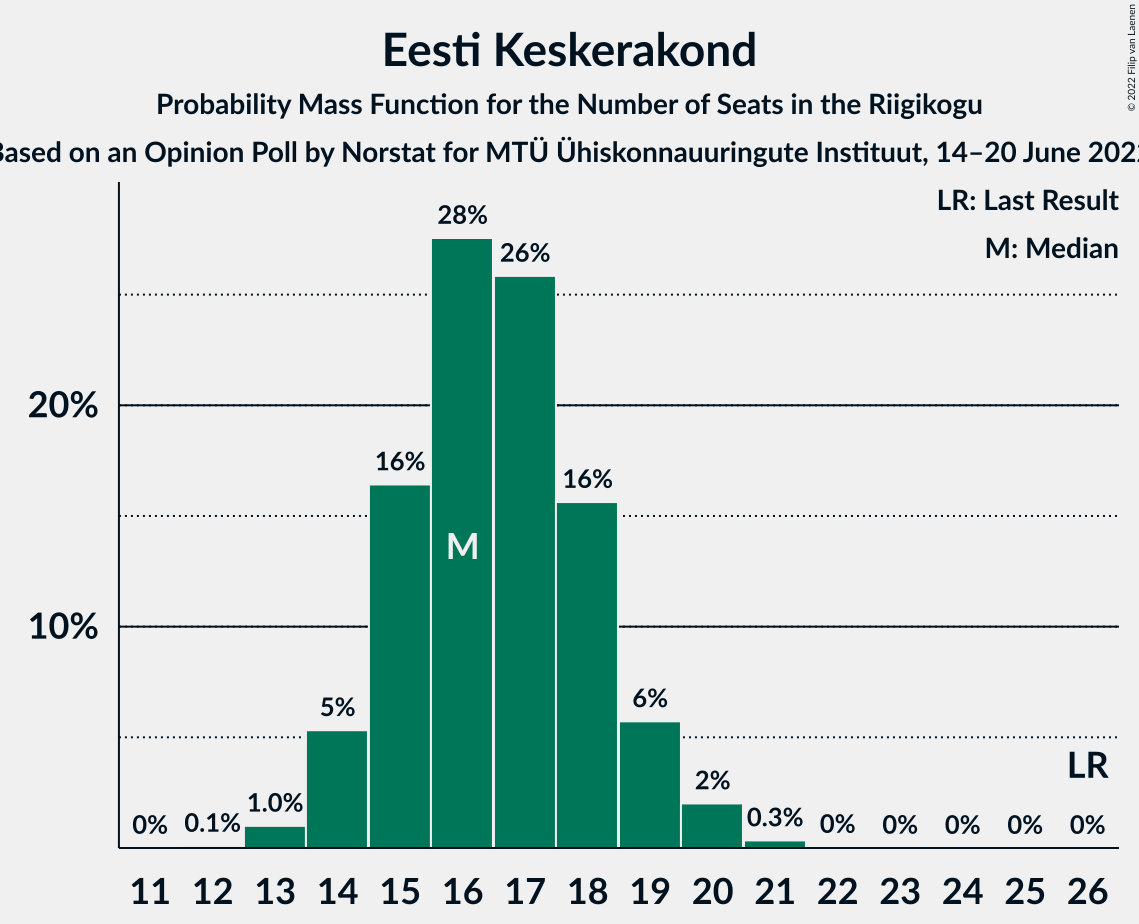 Eesti Keskerakond
Probability Mass Function for the Number of Seats in the Riigikogu
Based on an Opinion Poll by Norstat for MTÜ Ühiskonnauuringute Instituut, 14–20 June 2022
© 2022 Filip van Laenen
LR: Last Result
M: Median
28%
26%
20%
16%
16%
M
10%
5%
6%
LR
0%
0.1%
1.0%
2%
0.3%
0%
0%
0%
0%
0%
11 12 13 14 15 16 17 18 19 20 21 22 23 24 25 26